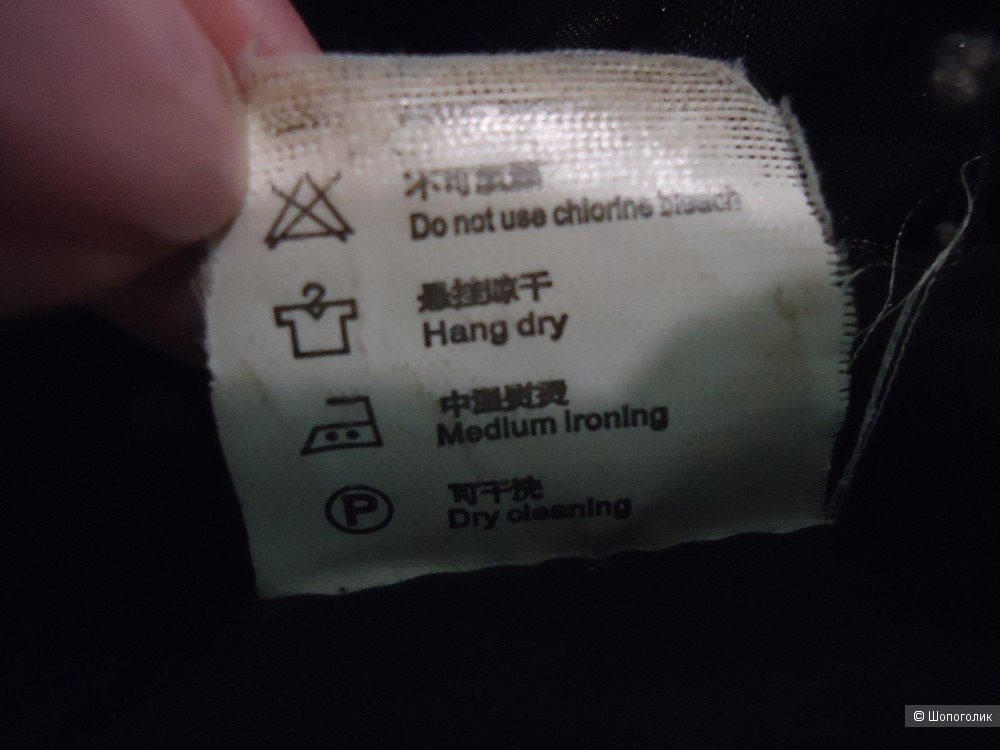 不可氯漂
Do not use chlorine bleach
悬挂晾干
Hang dry
中温熨烫
Medium ironing
P
可干洗
Dry cleaning
© Шопоголик